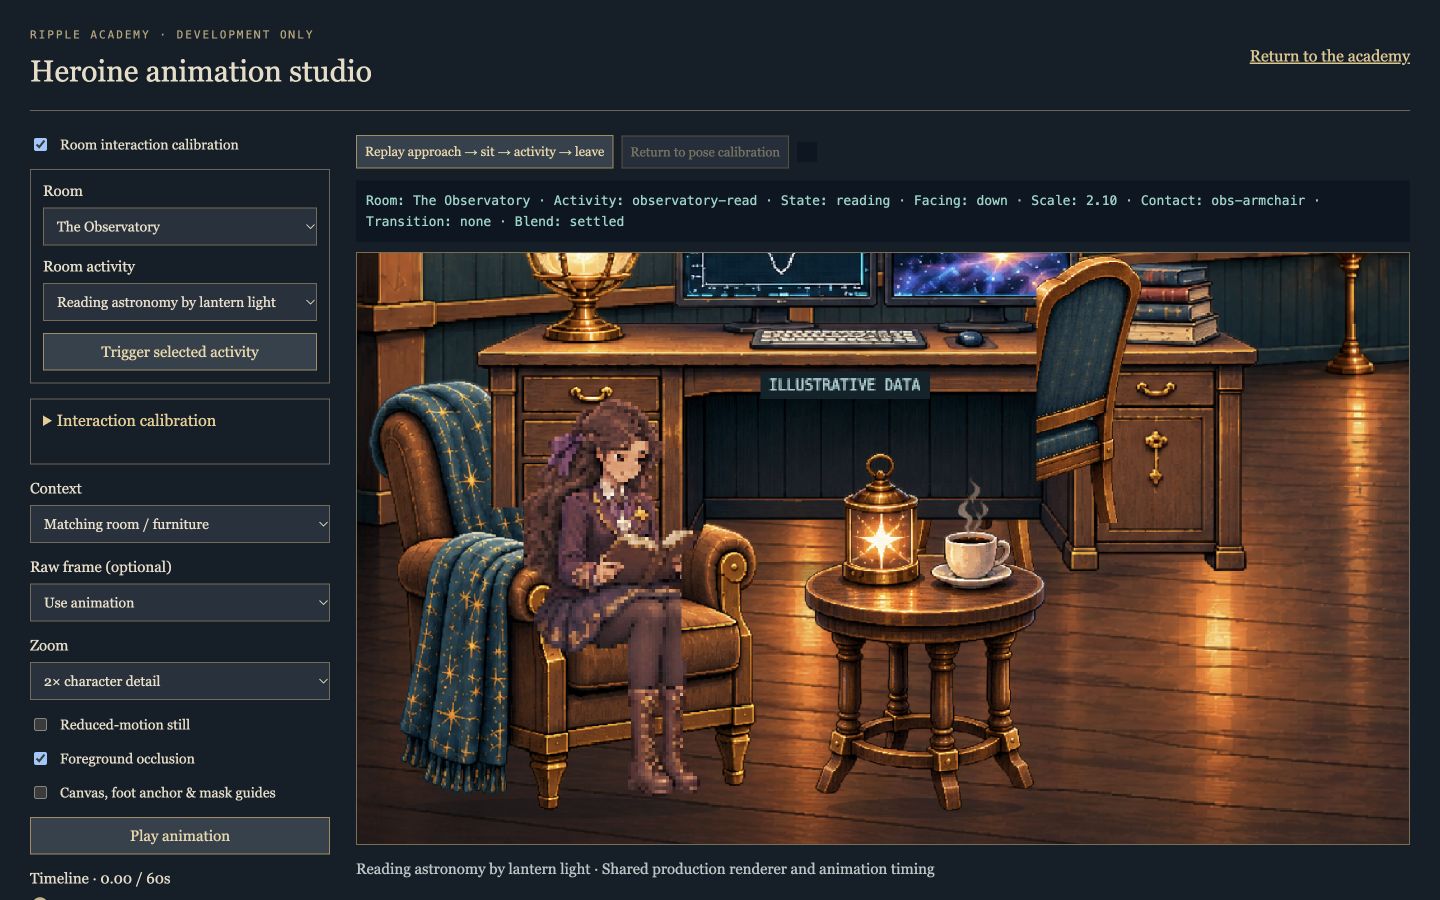 RIPPLE ACADEMY · DEVELOPMENT ONLY
Heroine animation studio
Return to the academy
Room interaction calibration
Room
The Observatory
Room activity
Reading astronomy by lantern light
Trigger selected activity
▶ Interaction calibration
Context
Matching room / furniture
Raw frame (optional)
Use animation
Zoom
2× character detail
Reduced-motion still
Foreground occlusion
Canvas, foot anchor & mask guides
Play animation
Timeline · 0.00 / 60s
Replay approach → sit → activity → leave
Return to pose calibration
Room: The Observatory · Activity: observatory-read · State: reading · Facing: down · Scale: 2.10 · Contact: obs-armchair ·
Transition: none · Blend: settled
ILLUSTRATIVE DATA
Reading astronomy by lantern light · Shared production renderer and animation timing